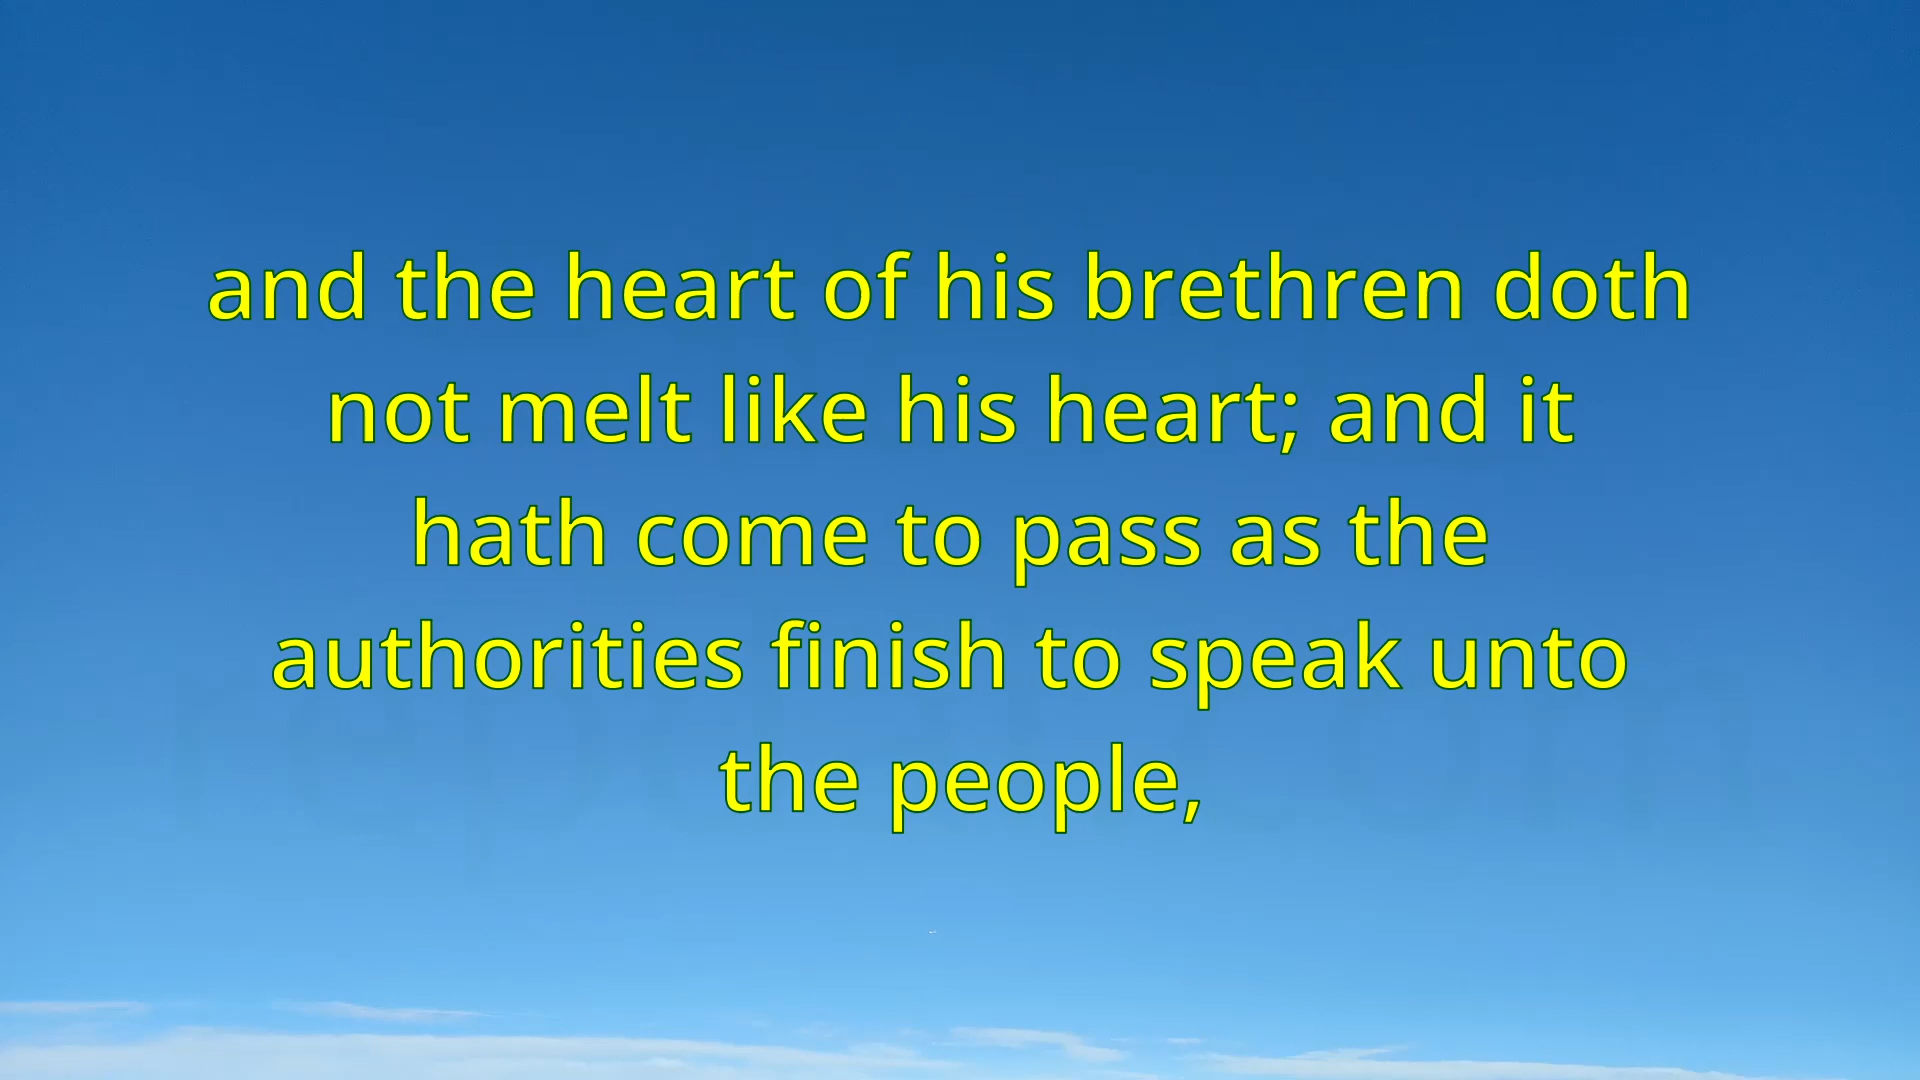 and the heart of his brethren doth
not melt like his heart; and it
hath come to pass as the
authorities finish to speak unto
the people,